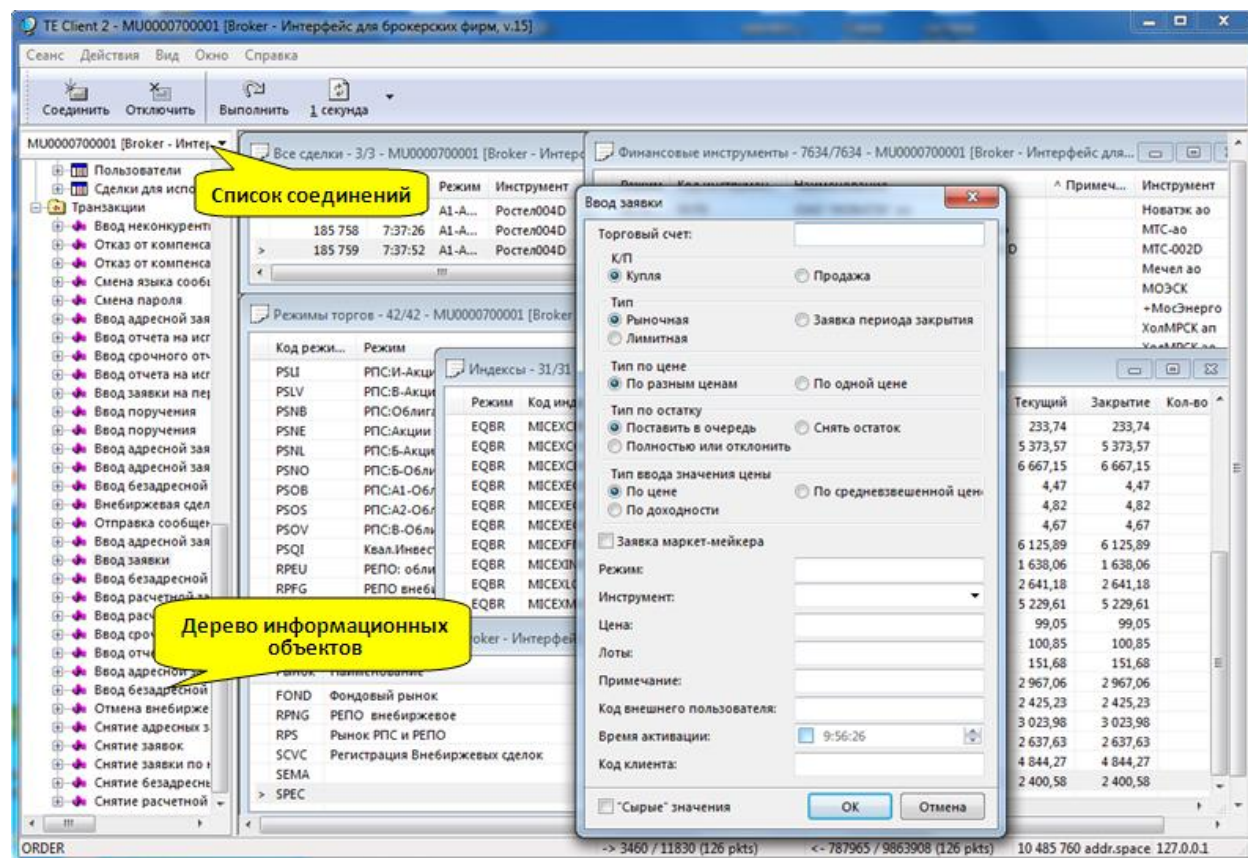 TE Client 2 - MU0000700001 [Broker - Интерфейс для брокерских фирм, v.15]
Сеанс Действия Вид Окно Справка
Соединить Отключить Выполнить 1 секунда
MU0000700001 [Broker - Интер
Список соединений
Пользователи
Сделки для испо
Транзакции
Ввод неконкурентн
Отказ от компенса
Отказ от компенса
Смена языка сообщ
Смена пароля
Ввод адресной зая
Ввод отчета на исп
Ввод срочного отч
Ввод отчета на исп
Ввод заявки на пер
Ввод поручения
Ввод поручения
Ввод адресной зая
Ввод адресной зая
Ввод безадресной
Внебиржевая сдел
Отправка сообщен
Ввод адресной зая
Ввод заявки
Ввод безадресной
Ввод расчетной за
Ввод рас
Ввод сро
Ввод отче
Ввод адресной з
Ввод безадресной
Отмена внебирже
Снятие адресных з
Снятие заявок
Снятие заявки по н
Снятие безадресн
Снятие расчетной
Дерево информационных
объектов
Все сделки - 3/3 - MU0000700001 [Broker - Интерф
Режим Инструмент
А1-А... Ростел004D
185 758 7:37:26 А1-А... Ростел004D
> 185 759 7:37:52 А1-А... Ростел004D
Финансовые инструменты - 7634/7634 - MU0000700001 [Broker - Интерфейс для...
^ Примеч... Инструмент
Новатэк ао
МТС-ао
D МТС-002D
Мечел ао
МОЭСК
+МосЭнерго
ХолМРСК ап
ХолМРСК ао
Режимы торгов - 42/42 - MU0000700001 [Broker
Код режи... Режим
PSLI РПС:И-Акци
PSLV РПС:В-Акци
PSNB РПС:Облига
PSNE РПС:Акции
PSNL РПС:Б-Акци
PSNO РПС:Б-Обли
PSOB РПС:А1-Обл
PSOS РПС:А2-Обл
PSOV РПС:В-Обли
PSQI Квал.Инвес
RPEU РЕПО: обли
RPFG РЕПО внеби
Индексы - 31/31
Режим Код инд
EQBR MICEXC
EQBR MICEXC
EQBR MICEXC
EQBR MICEXE
EQBR MICEXE
EQBR MICEXE
EQBR MICEXF
EQBR MICEXIN
EQBR MICEXL
EQBR MICEXM
Текущий Закрытие Кол-во
233,74 233,74
5 373,57 5 373,57
6 667,15 6 667,15
4,47 4,47
4,82 4,82
4,67 4,67
6 125,89 6 125,89
1 638,06 1 638,06
2 641,18 2 641,18
5 229,61 5 229,61
99,05 99,05
100,85 100,85
151,68 151,68
2 967,06 2 967,06
2 425,23 2 425,23
3 023,98 3 023,98
2 637,63 2 637,63
4 844,27 4 844,27
2 400,58 2 400,58
oker - Интерфей
Рынок Наименование
FOND Фондовый рынок
RPNG РЕПО внебиржевое
RPS Рынок РПС и РЕПО
SCVC Регистрация Внебиржевых сделок
SEMA
> SPEC
Ввод заявки
Торговый счет:
К/П
Купля Продажа
Тип
Рыночная Заявка периода закрытия
Лимитная
Тип по цене
По разным ценам По одной цене
Тип по остатку
Поставить в очередь Снять остаток
Полностью или отклонить
Тип ввода значения цены
По цене По средневзвешенной цен
По доходности
Заявка маркет-мейкера
Режим:
Инструмент:
Цена:
Лоты:
Примечание:
Код внешнего пользователя:
Время активации: 9:56:26
Код клиента:
"Сырые" значения ОК Отмена
ORDER -> 3460 / 11830 (126 pkts) <- 787965 / 9863908 (126 pkts) 10 485 760 addr.space 127.0.0.1